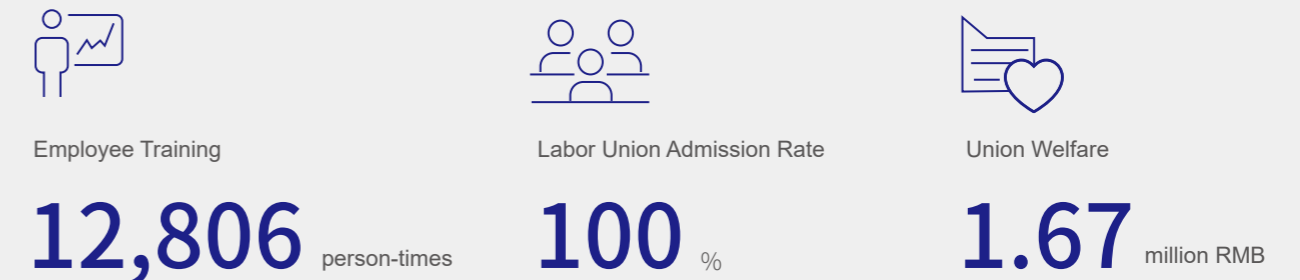 Employee Training
Labor Union Admission Rate
Union Welfare
12,806 person-times
100 %
1.67 million RMB